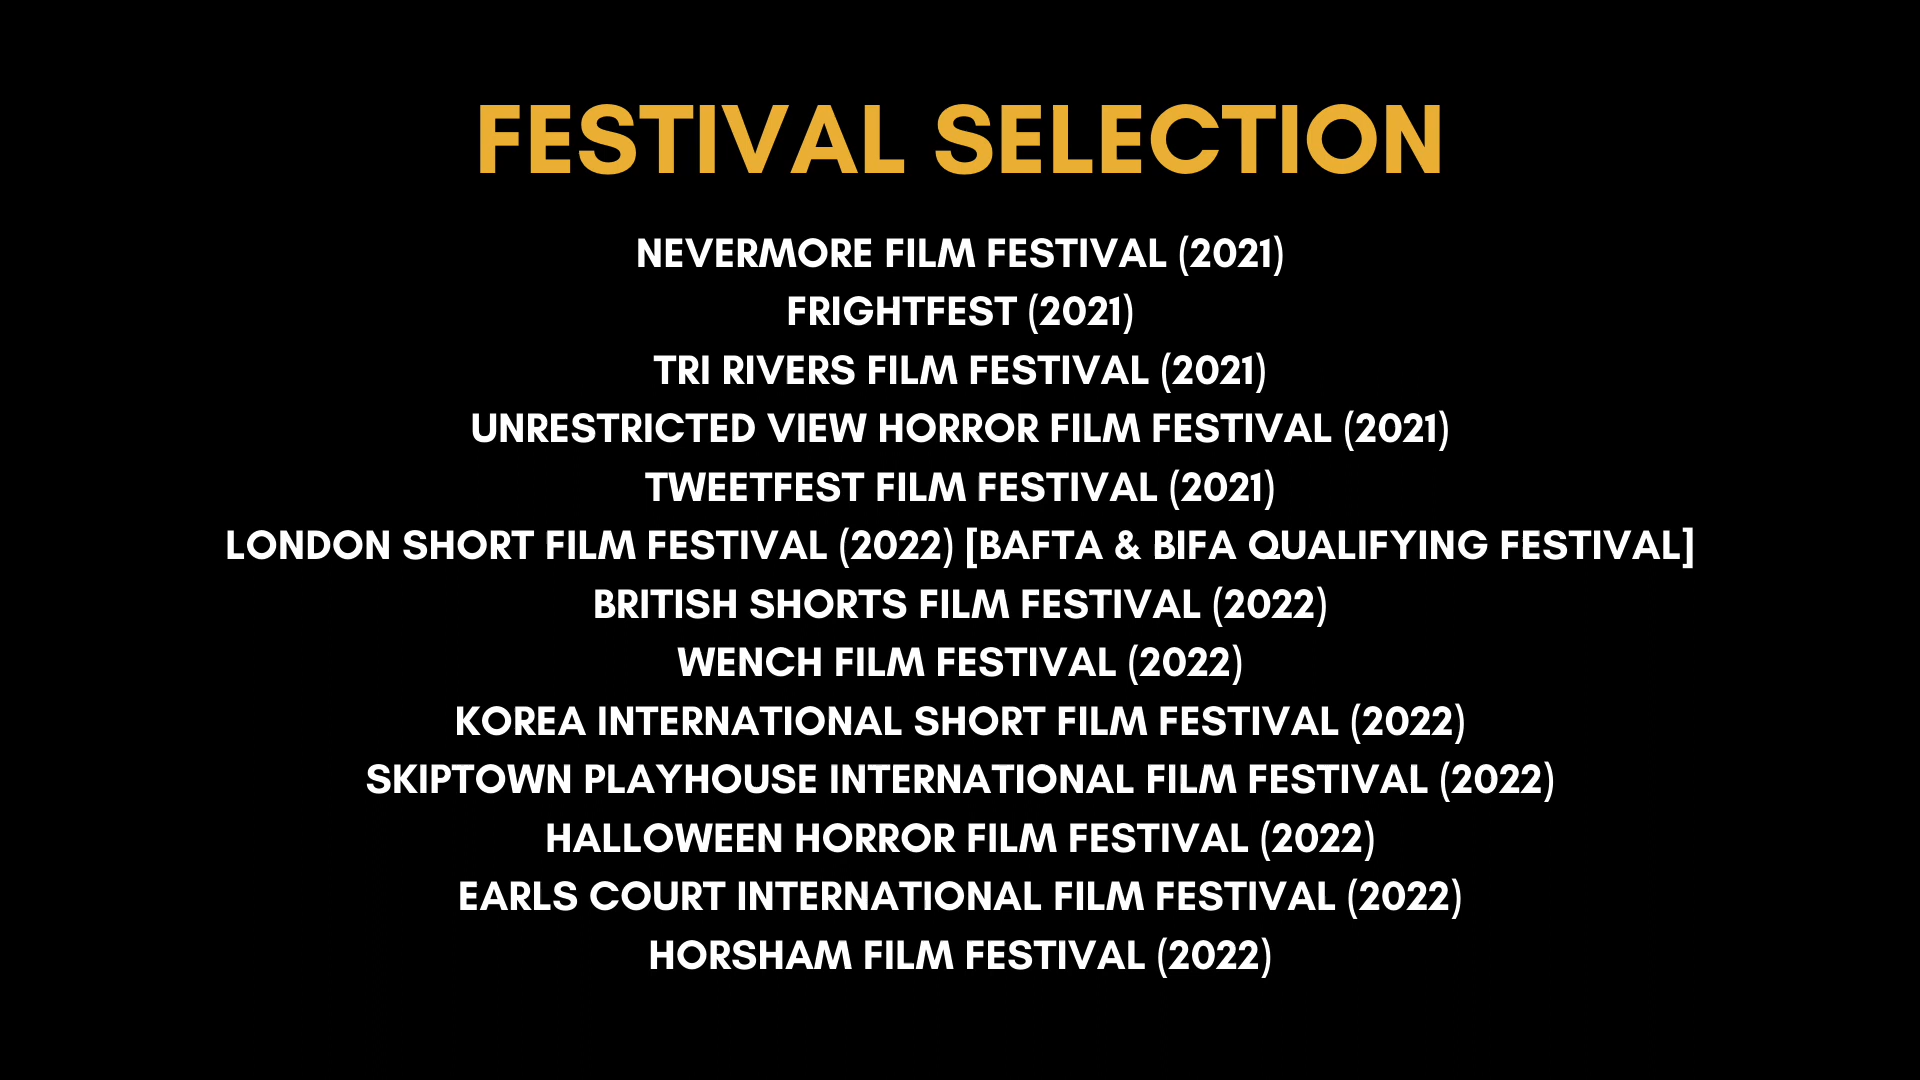 FESTIVAL SELECTION
NEVERMORE FILM FESTIVAL (2021)
FRIGHTFEST (2021)
TRI RIVERS FILM FESTIVAL (2021)
UNRESTRICTED VIEW HORROR FILM FESTIVAL (2021)
TWEETFEST FILM FESTIVAL (2021)
LONDON SHORT FILM FESTIVAL (2022) [BAFTA & BIFA QUALIFYING FESTIVAL]
BRITISH SHORTS FILM FESTIVAL (2022)
WENCH FILM FESTIVAL (2022)
KOREA INTERNATIONAL SHORT FILM FESTIVAL (2022)
SKIPTOWN PLAYHOUSE INTERNATIONAL FILM FESTIVAL (2022)
HALLOWEEN HORROR FILM FESTIVAL (2022)
EARLS COURT INTERNATIONAL FILM FESTIVAL (2022)
HORSHAM FILM FESTIVAL (2022)